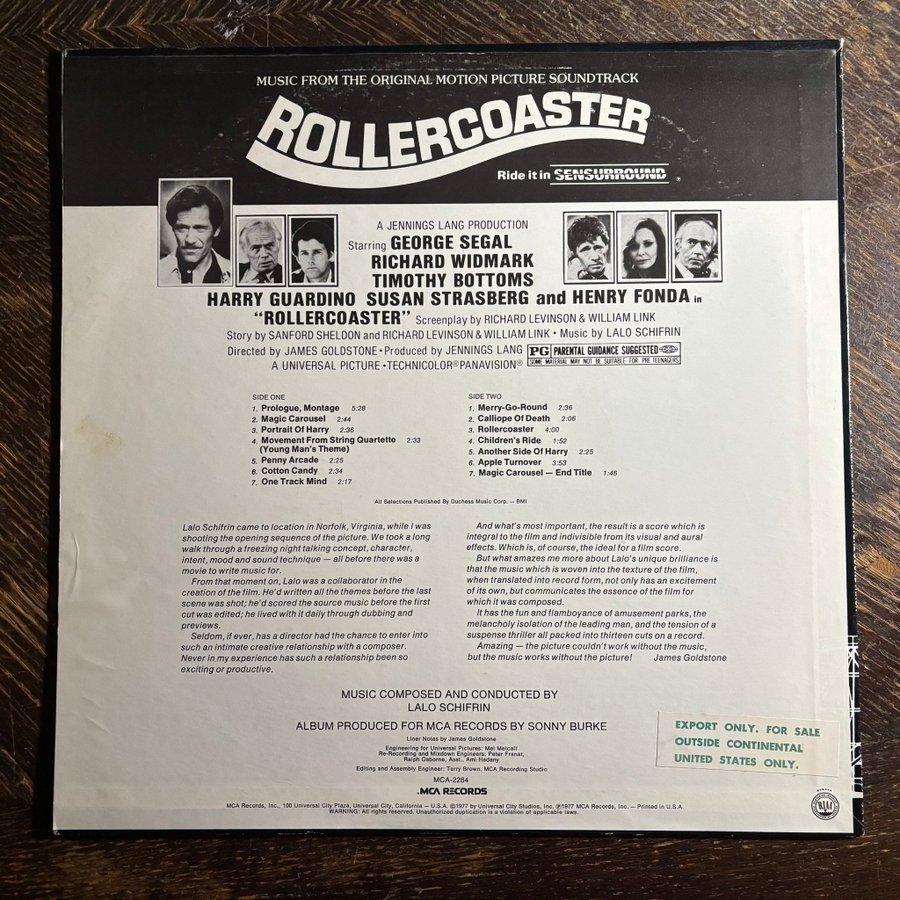 MUSIC FROM THE ORIGINAL MOTION PICTURE SOUNDTRACK
ROLLERCOASTER
Ride it in SENSURROUND®
A JENNINGS LANG PRODUCTION
Starring GEORGE SEGAL
RICHARD WIDMARK
TIMOTHY BOTTOMS
HARRY GUARDINO SUSAN STRASBERG and HENRY FONDA in
"ROLLERCOASTER" Screenplay by RICHARD LEVINSON & WILLIAM LINK
Story by SANFORD SHELDON and RICHARD LEVINSON & WILLIAM LINK • Music by LALO SCHIFRIN
Directed by JAMES GOLDSTONE • Produced by JENNINGS LANG
A UNIVERSAL PICTURE • TECHNICOLOR® PANAVISION®
PG PARENTAL GUIDANCE SUGGESTED
SOME MATERIAL MAY NOT BE SUITABLE FOR PRE-TEENAGERS
SIDE ONE
1. Prologue, Montage 5:28
2. Magic Carousel 2:44
3. Portrait Of Harry 2:36
4. Movement From String Quartette 2:33
(Young Man's Theme)
5. Penny Arcade 2:25
6. Cotton Candy 2:34
7. One Track Mind 2:17
SIDE TWO
1. Merry-Go-Round 2:36
2. Calliope Of Death 2:06
3. Rollercoaster 4:00
4. Children's Ride 1:52
5. Another Side Of Harry 2:25
6. Apple Turnover 3:53
7. Magic Carousel — End Title 1:46
All Selections Published By Duchess Music Corp. — BMI
Lalo Schifrin came to location in Norfolk, Virginia, while I was
shooting the opening sequence of the picture. We took a long
walk through a freezing night talking concept, character,
intent, mood and sound technique — all before there was a
movie to write music for.
From that moment on, Lalo was a collaborator in the
creation of the film. He'd written all the themes before the last
scene was shot; he'd scored the source music before the first
cut was edited; he lived with it daily through dubbing and
previews.
Seldom, if ever, has a director had the chance to enter into
such an intimate creative relationship with a composer.
Never in my experience has such a relationship been so
exciting or productive.
And what's most important, the result is a score which is
integral to the film and indivisible from its visual and aural
effects. Which is, of course, the ideal for a film score.
But what amazes me more about Lalo's unique brilliance is
that the music which is woven into the texture of the film,
when translated into record form, not only has an excitement
of its own, but communicates the essence of the film for
which it was composed.
It has the fun and flamboyance of amusement parks, the
melancholy isolation of the leading man, and the tension of a
suspense thriller all packed into thirteen cuts on a record.
Amazing — the picture couldn't work without the music,
but the music works without the picture! James Goldstone
MUSIC COMPOSED AND CONDUCTED BY
LALO SCHIFRIN
ALBUM PRODUCED FOR MCA RECORDS BY SONNY BURKE
Liner Notes by James Goldstone
Engineering for Universal Pictures: Mel Metcalf
Re-Recording and Mixdown Engineers: Peter Franat,
Ralph Osborne, Asst., Ami Hadany
Editing and Assembly Engineer: Terry Brown, MCA Recording Studio
MCA-2284
.MCA RECORDS
MCA Records, Inc., 100 Universal City Plaza, Universal City, California — U.S.A. ©1977 by Universal City Studios, Inc. ℗1977 MCA Records, Inc. — Printed in U.S.A.
WARNING: All rights reserved. Unauthorized duplication is a violation of applicable laws.
EXPORT ONLY. FOR SALE
OUTSIDE CONTINENTAL
UNITED STATES ONLY.